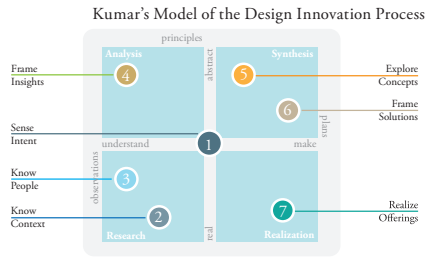 Kumar's Model of the Design Innovation Process
principles
Analysis
Synthesis
abstract
Frame
Insights
4
5
Explore
Concepts
6
Frame
Solutions
plans
Sense
Intent
1
understand
make
observations
Know
People
3
Know
Context
2
7
Realize
Offerings
real
Research
Realization